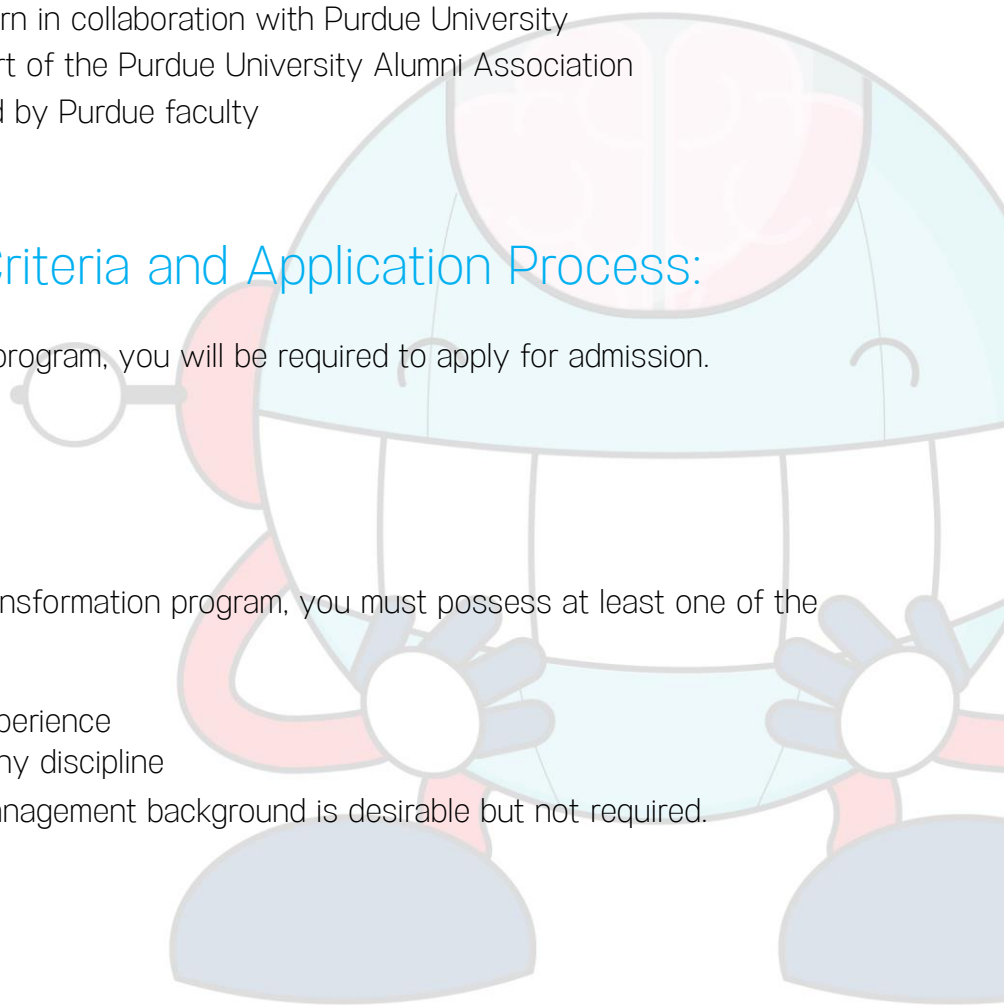 rn in collaboration with Purdue University
rt of the Purdue University Alumni Association
d by Purdue faculty
Criteria and Application Process:
program, you will be required to apply for admission.
nsformation program, you must possess at least one of the
perience
ny discipline
anagement background is desirable but not required.